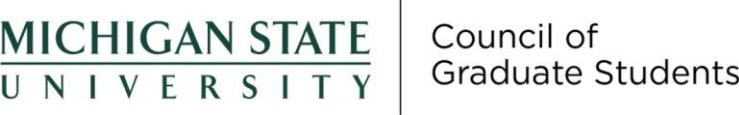 MICHIGAN STATE
UNIVERSITY
Council of
Graduate Students